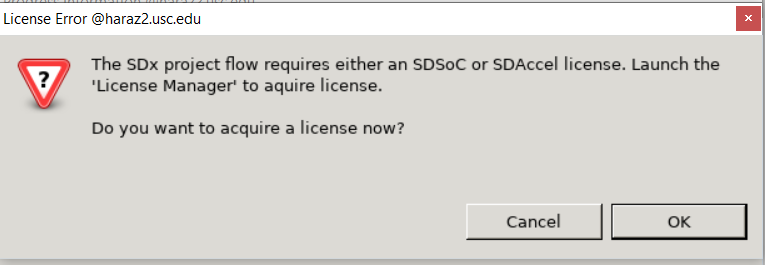 License Error @haraz2.usc.edu
The SDx project flow requires either an SDSoC or SDAccel license. Launch the
'License Manager' to aquire license.
Do you want to acquire a license now?
Cancel
OK